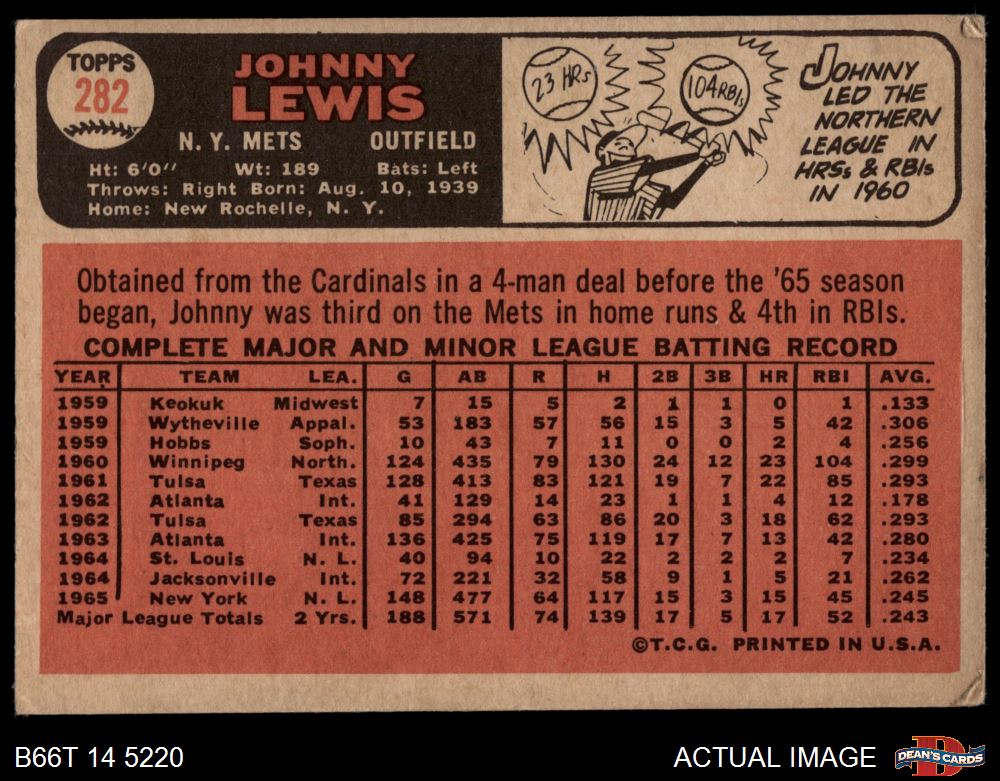 TOPPS
282
JOHNNY
LEWIS
N. Y. METS OUTFIELD
Ht: 6'0" Wt: 189 Bats: Left
Throws: Right Born: Aug. 10, 1939
Home: New Rochelle, N. Y.
23 HRs
104 RBIs
JOHNNY
LED THE
NORTHERN
LEAGUE IN
HRSs & RBIs
IN 1960
Obtained from the Cardinals in a 4-man deal before the '65 season
began, Johnny was third on the Mets in home runs & 4th in RBIs.
COMPLETE MAJOR AND MINOR LEAGUE BATTING RECORD
YEAR TEAM LEA. G AB R H 2B 3B HR RBI AVG.
1959 Keokuk Midwest 7 15 5 2 1 1 0 1 .133
1959 Wytheville Appal. 53 183 57 56 15 3 5 42 .306
1959 Hobbs Soph. 10 43 7 11 0 0 2 4 .256
1960 Winnipeg North. 124 435 79 130 24 12 23 104 .299
1961 Tulsa Texas 128 413 83 121 19 7 22 85 .293
1962 Atlanta Int. 41 129 14 23 1 1 4 12 .178
1962 Tulsa Texas 85 294 63 86 20 3 18 62 .293
1963 Atlanta Int. 136 425 75 119 17 7 13 42 .280
1964 St. Louis N. L. 40 94 10 22 2 2 2 7 .234
1964 Jacksonville Int. 72 221 32 58 9 1 5 21 .262
1965 New York N. L. 148 477 64 117 15 3 15 45 .245
Major League Totals 2 Yrs. 188 571 74 139 17 5 17 52 .243
©T.C.G. PRINTED IN U.S.A.
B66T 14 5220
ACTUAL IMAGE
D
DEAN'S CARDS